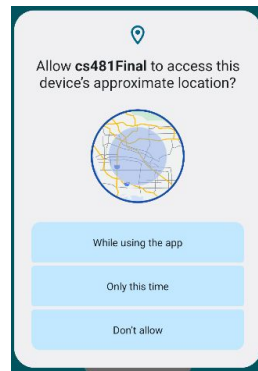 Allow cs481Final to access this
device's approximate location?
While using the app
Only this time
Don't allow